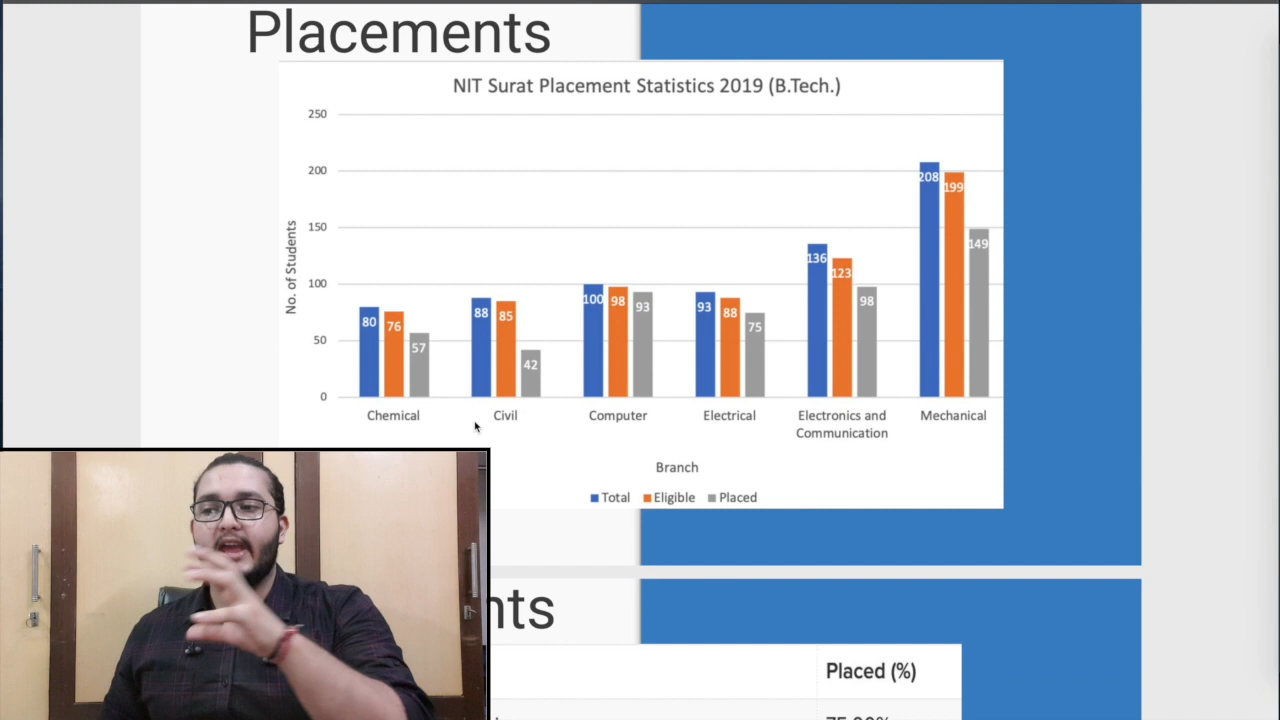 Placements
NIT Surat Placement Statistics 2019 (B.Tech.)
250
200
150
100
50
0
No. of Students
80 76 57
88 85 42
100 98 93
93 88 75
136 123 98
208 199 149
Chemical
Civil
Computer
Electrical
Electronics and
Communication
Mechanical
Branch
Total Eligible Placed
nts
Placed (%)